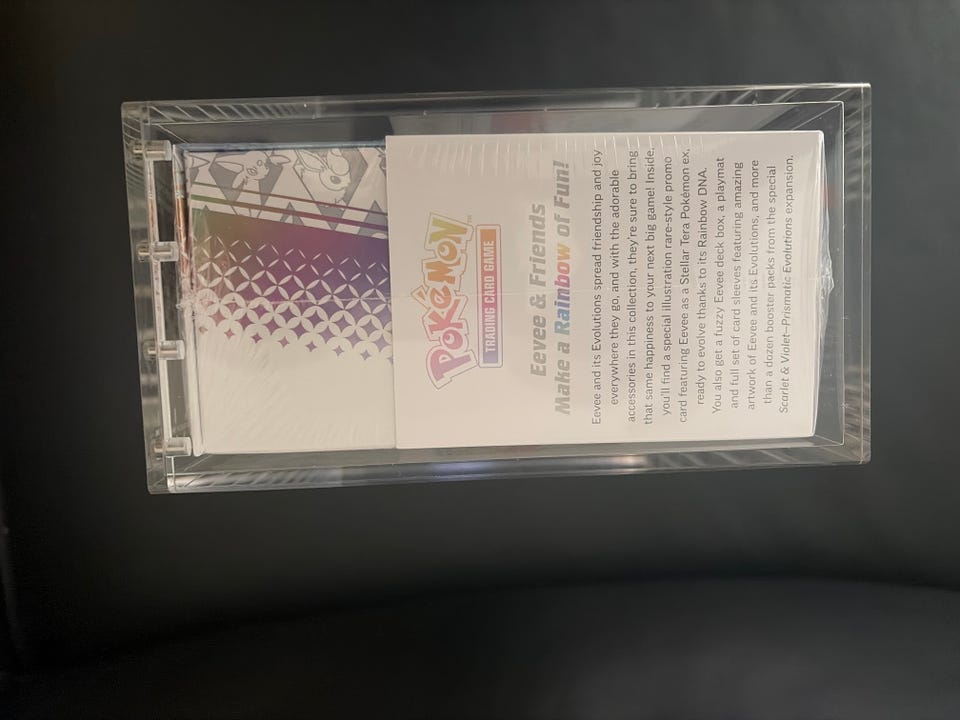 POKéMON™
TRADING CARD GAME
Eevee & Friends
Make a Rainbow of Fun!
Eevee and its Evolutions spread friendship and joy
everywhere they go, and with the adorable
accessories in this collection, they're sure to bring
that same happiness to your next big game! Inside,
you'll find a special illustration rare-style promo
card featuring Eevee as a Stellar Tera Pokémon ex,
ready to evolve thanks to its Rainbow DNA.
You also get a fuzzy Eevee deck box, a playmat
and full set of card sleeves featuring amazing
artwork of Eevee and its Evolutions, and more
than a dozen booster packs from the special
Scarlet & Violet–Prismatic Evolutions expansion.